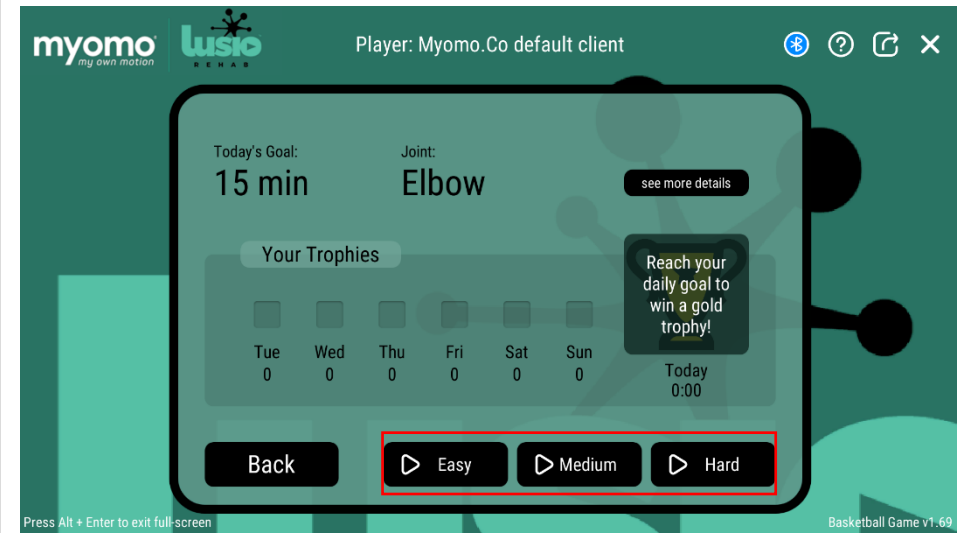 myomo
my own motion
LUSIO
REHAB
Player: Myomo.Co default client
Today's Goal:
15 min
Joint:
Elbow
see more details
Your Trophies
Reach your
daily goal to
win a gold
trophy!
Tue Wed Thu Fri Sat Sun
0 0 0 0 0 0
Today
0:00
Back
Easy
Medium
Hard
Press Alt + Enter to exit full-screen
Basketball Game v1.69